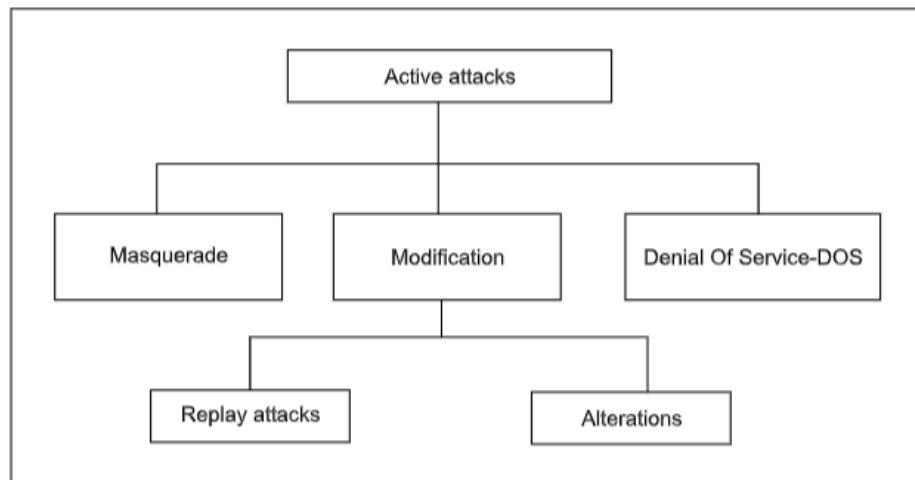 Active attacks
Masquerade
Modification
Denial Of Service-DOS
Replay attacks
Alterations